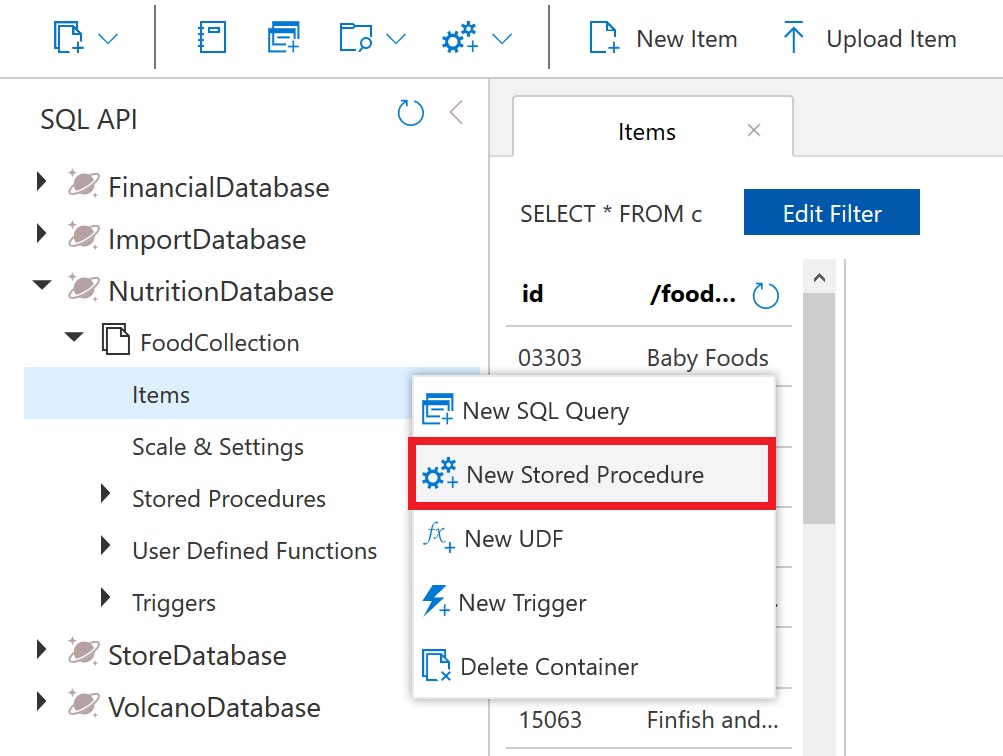 New Item
Upload Item
SQL API
FinancialDatabase
ImportDatabase
NutritionDatabase
FoodCollection
Items
Scale & Settings
Stored Procedures
User Defined Functions
Triggers
StoreDatabase
VolcanoDatabase
Items
SELECT * FROM c
Edit Filter
id /food...
03303 Baby Foods
New SQL Query
New Stored Procedure
New UDF
New Trigger
Delete Container
15063 Finfish and...